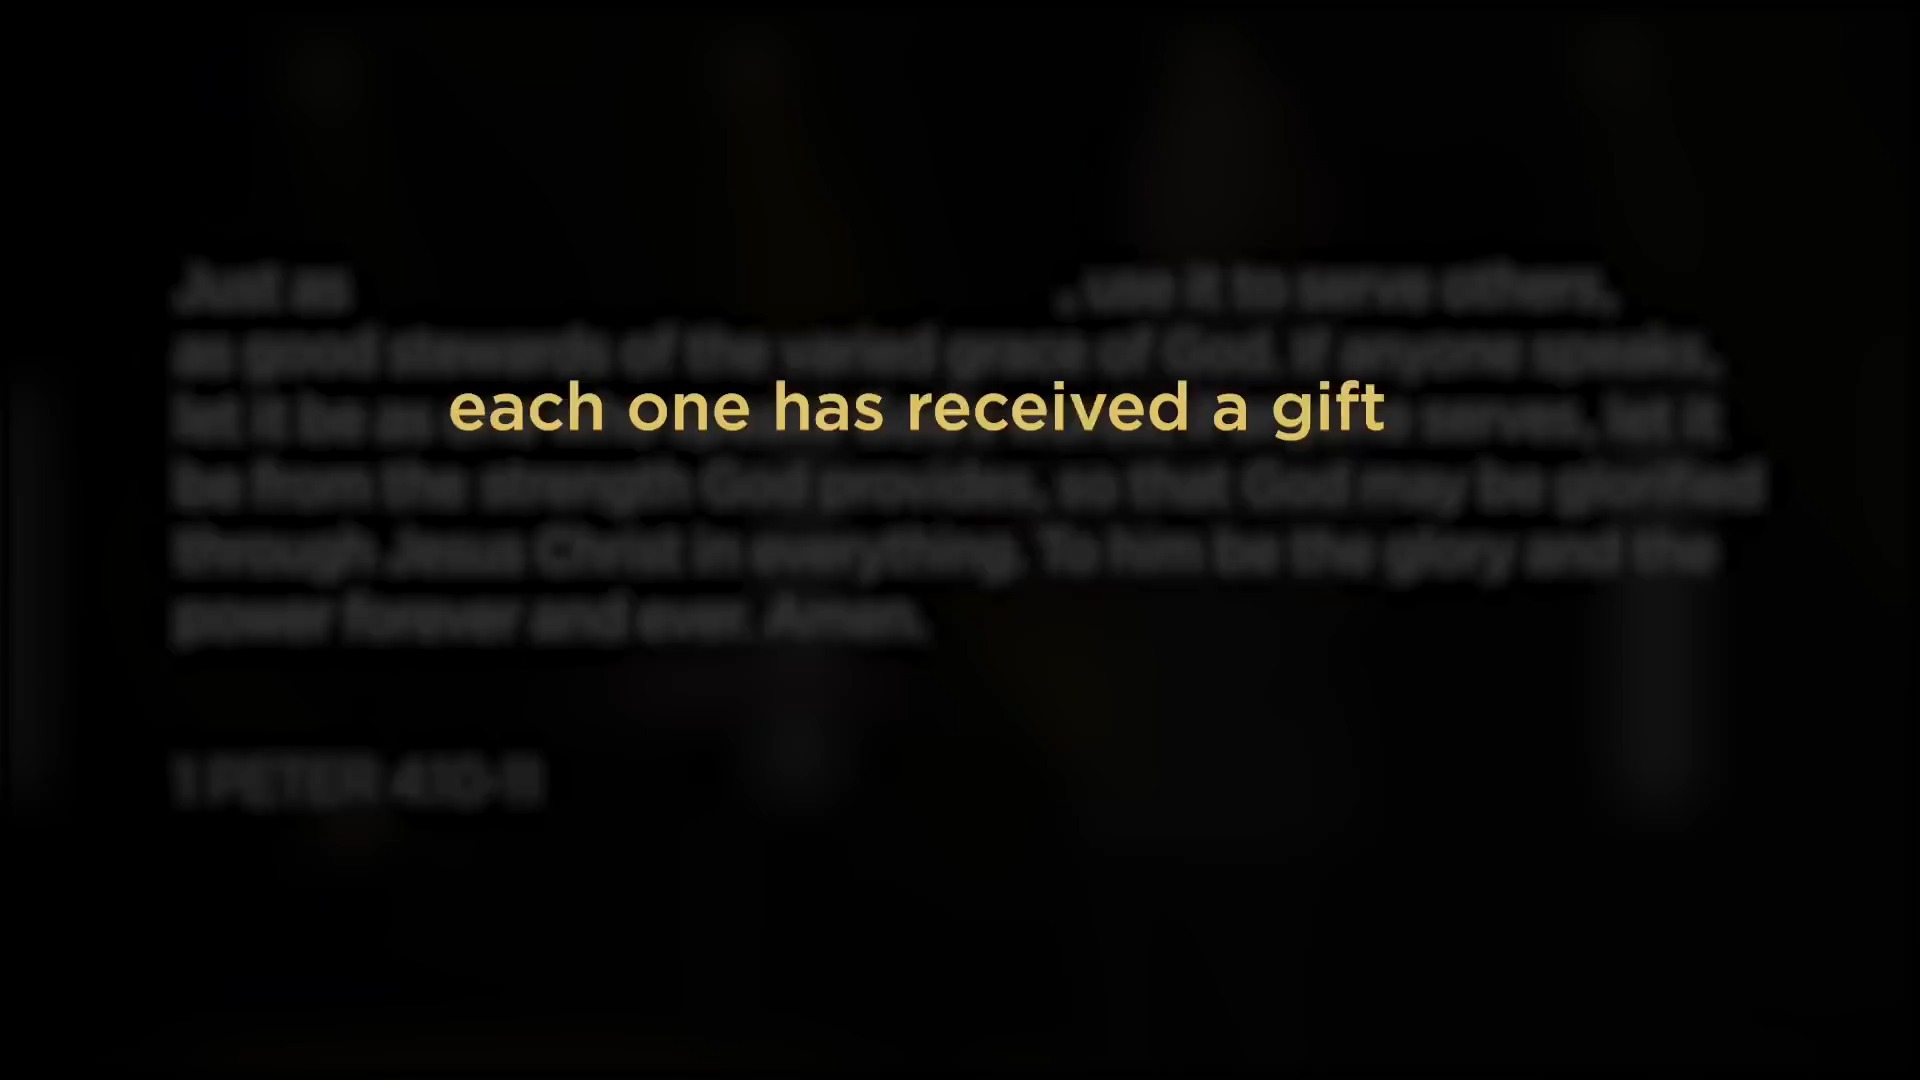 Just as , use it to serve others,
as good stewards of the varied grace of God. If anyone speaks,
each one has received a gift
let it be as serves, let it
be from the strength God provides, so that God may be glorified
through Jesus Christ in everything. To him be the glory and the
power forever and ever. Amen.
1 PETER 4:10-11